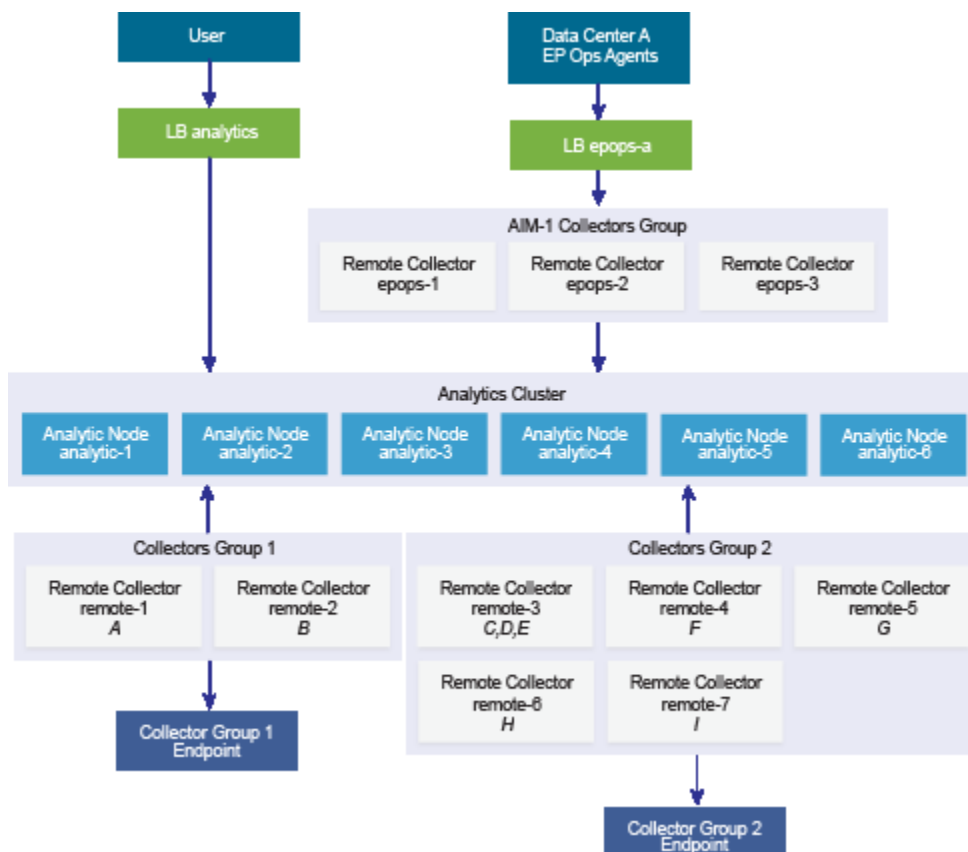 User
Data Center A
EP Ops Agents
LB analytics
LB epops-a
AIM-1 Collectors Group
Remote Collector
epops-1
Remote Collector
epops-2
Remote Collector
epops-3
Analytics Cluster
Analytic Node
analytic-1
Analytic Node
analytic-2
Analytic Node
analytic-3
Analytic Node
analytic-4
Analytic Node
analytic-5
Analytic Node
analytic-6
Collectors Group 1
Remote Collector
remote-1
A
Remote Collector
remote-2
B
Collector Group 1
Endpoint
Collectors Group 2
Remote Collector
remote-3
C,D,E
Remote Collector
remote-4
F
Remote Collector
remote-5
G
Remote Collector
remote-6
H
Remote Collector
remote-7
I
Collector Group 2
Endpoint